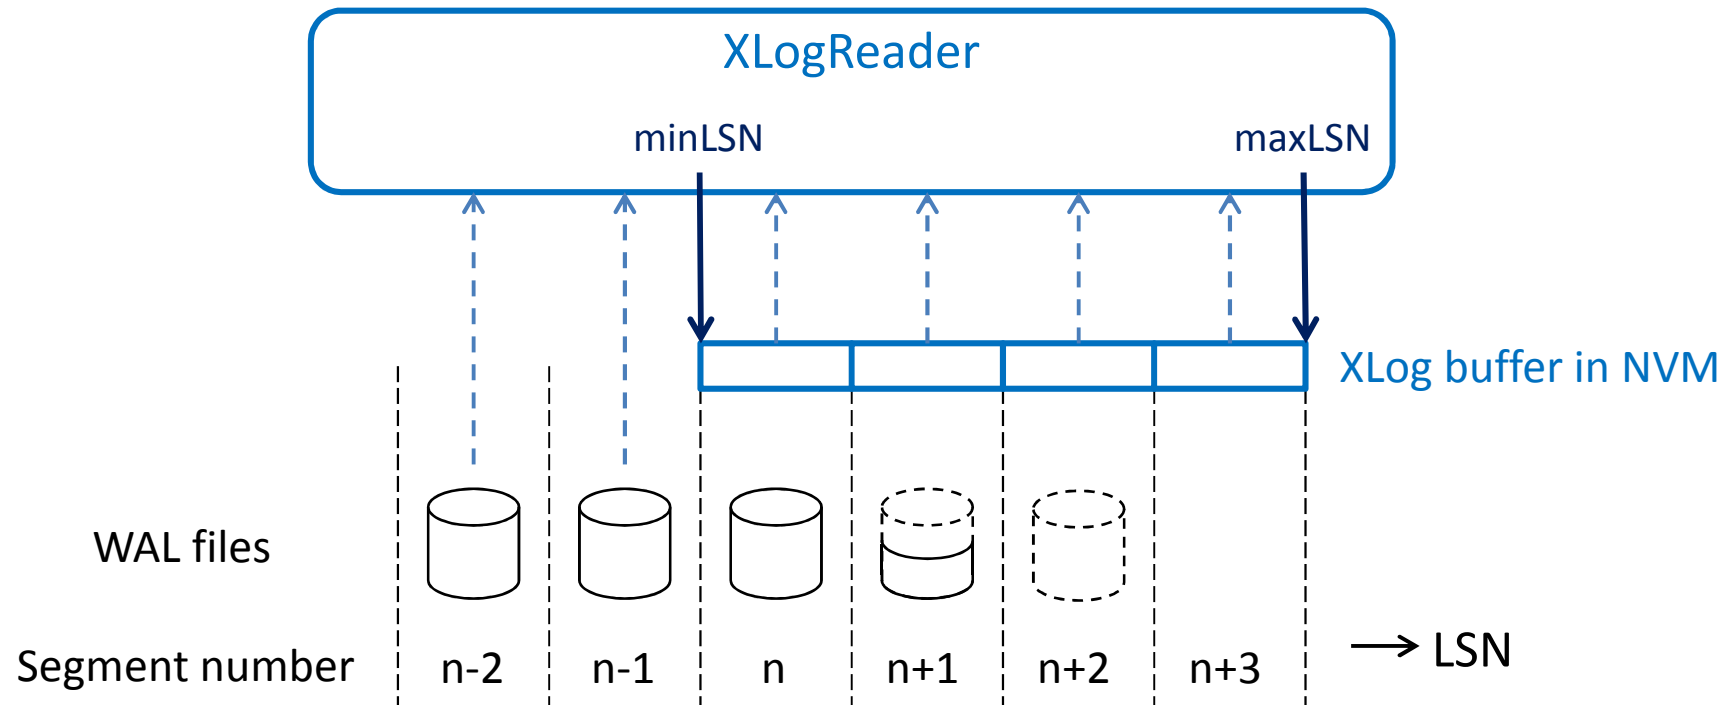 XLogReader
minLSN
maxLSN
XLog buffer in NVM
WAL files
Segment number n-2 n-1 n n+1 n+2 n+3 LSN